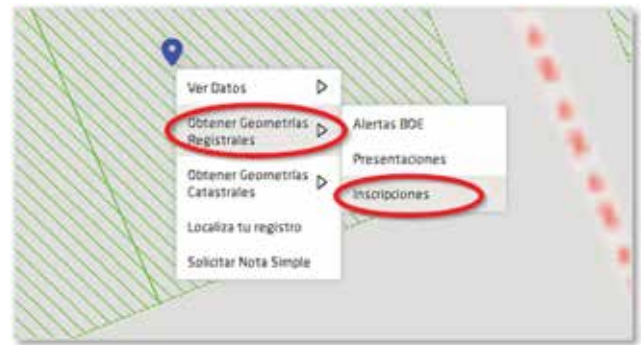 Ver Datos
Obtener Geometrías
Registrales
Obtener Geometrías
Catastrales
Localiza tu registro
Solicitar Nota Simple
Alertas BOE
Presentaciones
Inscripciones